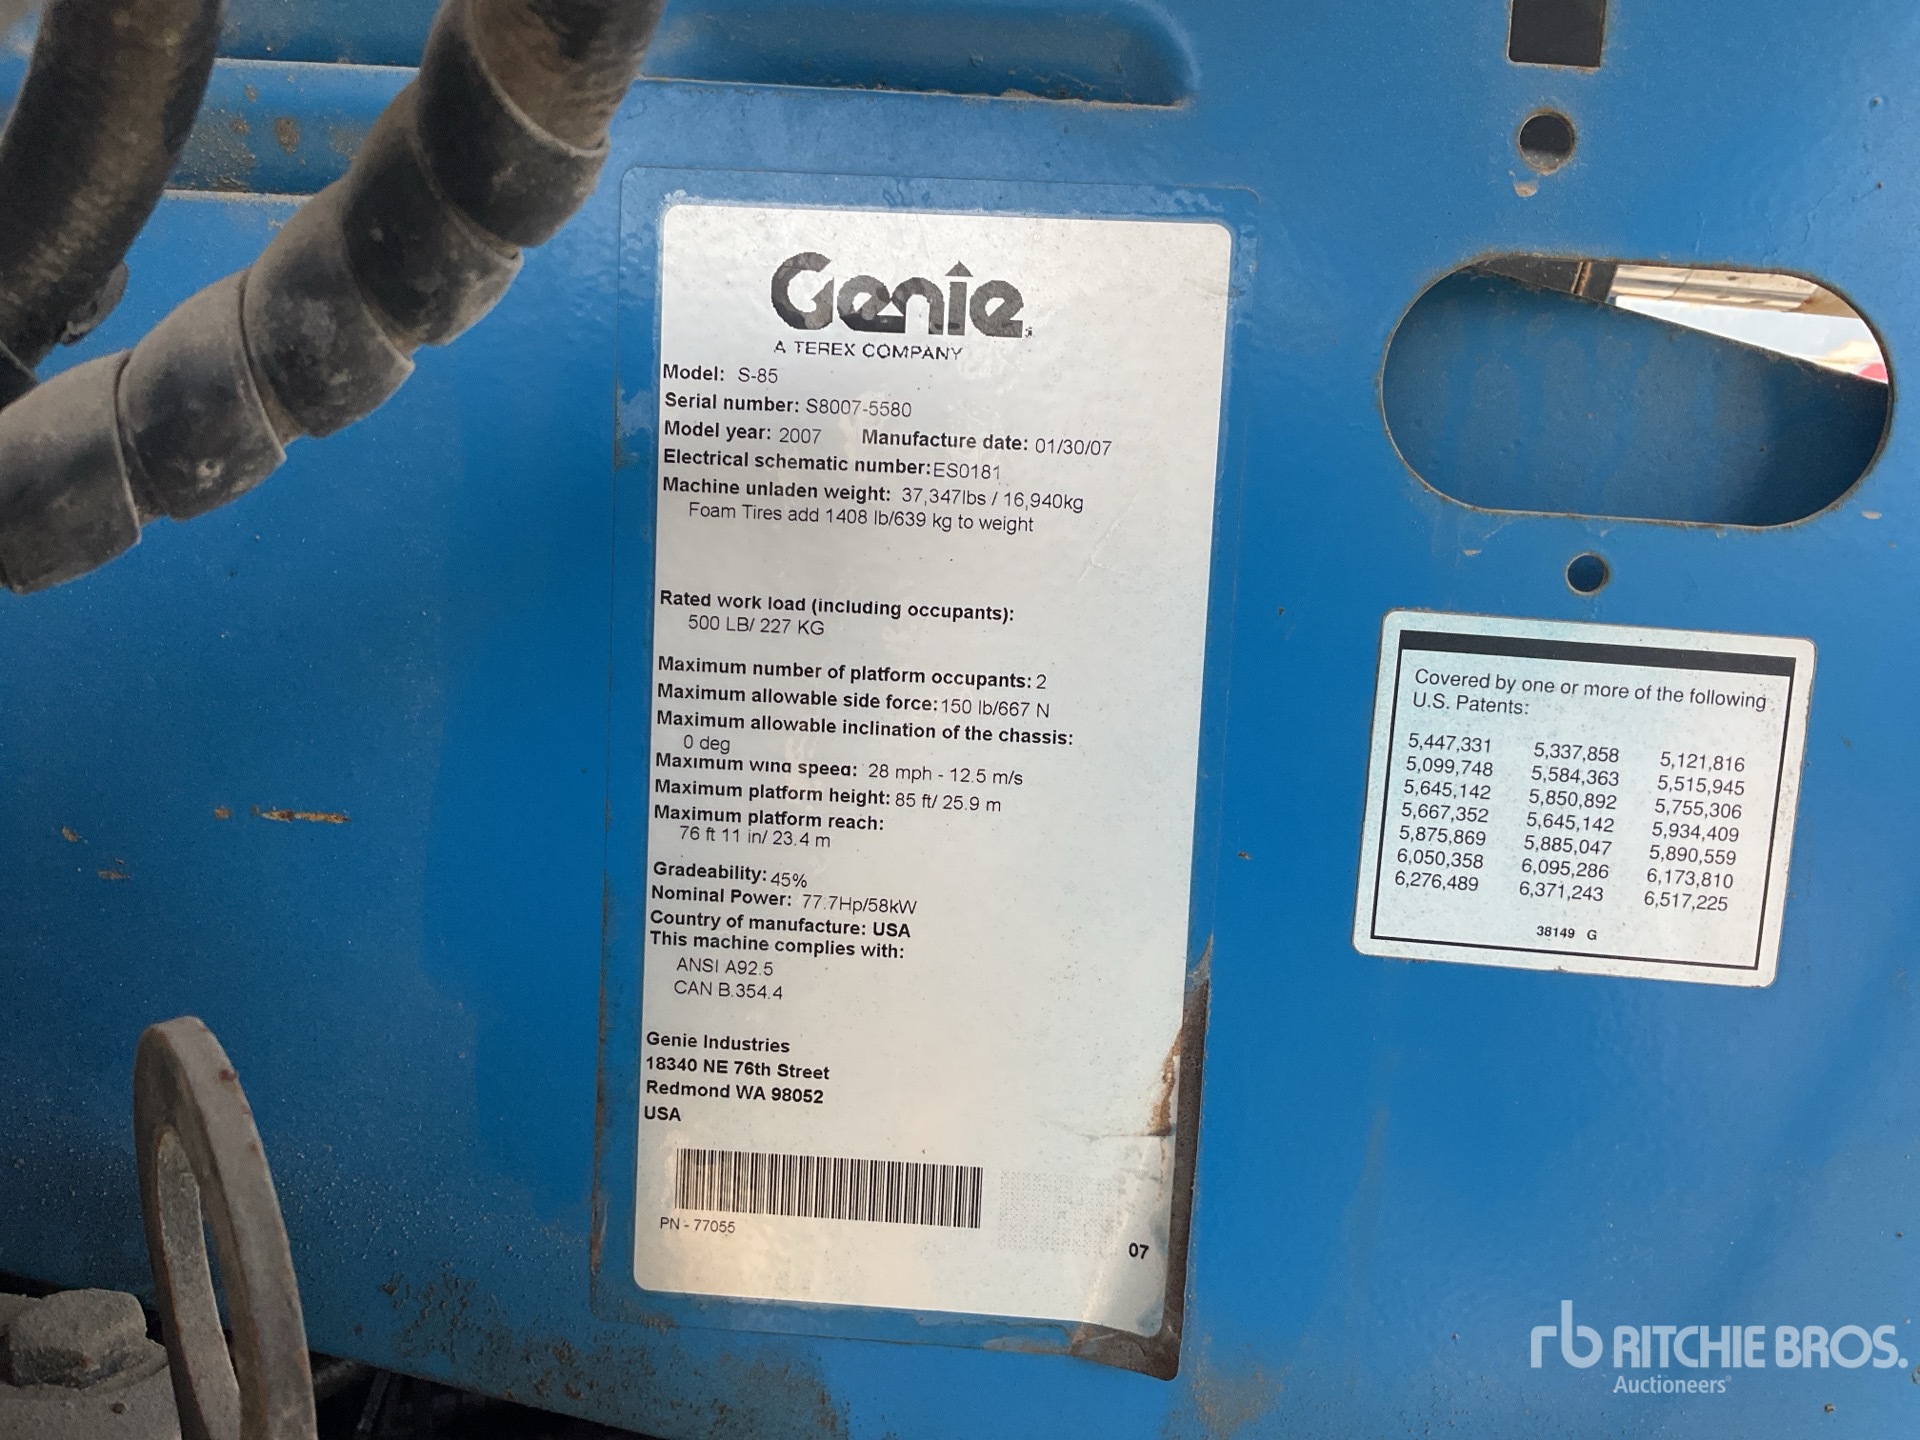 Genie
A TEREX COMPANY
Model: S-85
Serial number: S8007-5580
Model year: 2007 Manufacture date: 01/30/07
Electrical schematic number:ES0181
Machine unladen weight: 37,347lbs / 16,940kg
Foam Tires add 1408 lb/639 kg to weight
Rated work load (including occupants):
500 LB/ 227 KG
Maximum number of platform occupants: 2
Maximum allowable side force: 150 lb/667 N
Maximum allowable inclination of the chassis:
0 deg
Maximum wind speed: 28 mph - 12.5 m/s
Maximum platform height: 85 ft/ 25.9 m
Maximum platform reach:
76 ft 11 in/ 23.4 m
Gradeability: 45%
Nominal Power: 77.7Hp/58kW
Country of manufacture: USA
This machine complies with:
ANSI A92.5
CAN B.354.4
Genie Industries
18340 NE 76th Street
Redmond WA 98052
USA
PN - 77055
07
Covered by one or more of the following
U.S. Patents:
5,447,331 5,337,858 5,121,816
5,099,748 5,584,363 5,515,945
5,645,142 5,850,892 5,755,306
5,667,352 5,645,142 5,934,409
5,875,869 5,885,047 5,890,559
6,050,358 6,095,286 6,173,810
6,276,489 6,371,243 6,517,225
38149 G
rb RITCHIE BROS.
Auctioneers